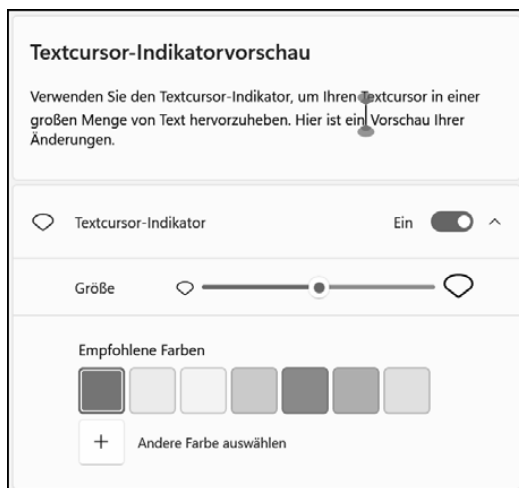 Textcursor-Indikatorvorschau
Verwenden Sie den Textcursor-Indikator, um Ihren Textcursor in einer
großen Menge von Text hervorzuheben. Hier ist ein Vorschau Ihrer
Änderungen.
Textcursor-Indikator Ein
Größe
Empfohlene Farben
+ Andere Farbe auswählen